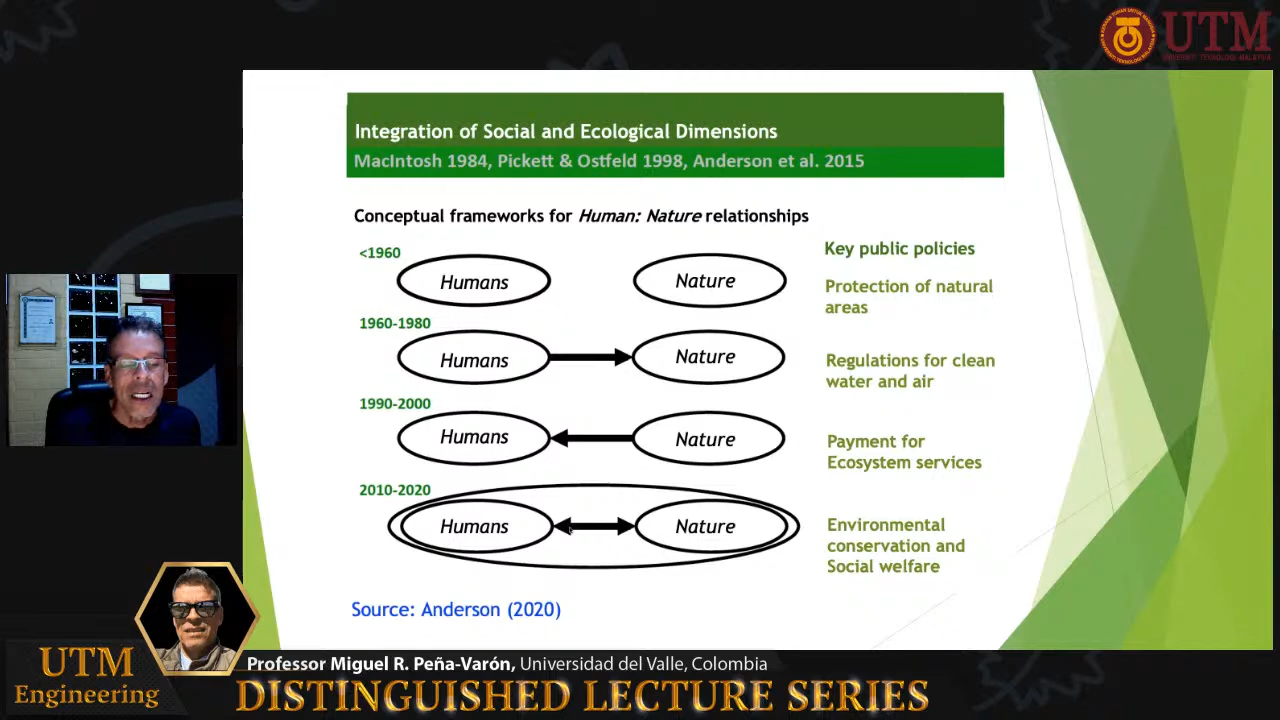 UTM
UNIVERSITI TEKNOLOGI MALAYSIA
Integration of Social and Ecological Dimensions
MacIntosh 1984, Pickett & Ostfeld 1998, Anderson et al. 2015
Conceptual frameworks for Human: Nature relationships
Key public policies
<1960
Humans
Nature
Protection of natural
areas
1960-1980
Humans
Nature
Regulations for clean
water and air
1990-2000
Humans
Nature
Payment for
Ecosystem services
2010-2020
Humans
Nature
Environmental
conservation and
Social welfare
Source: Anderson (2020)
UTM
Engineering
Professor Miguel R. Peña-Varón, Universidad del Valle, Colombia
DISTINGUISHED LECTURE SERIES